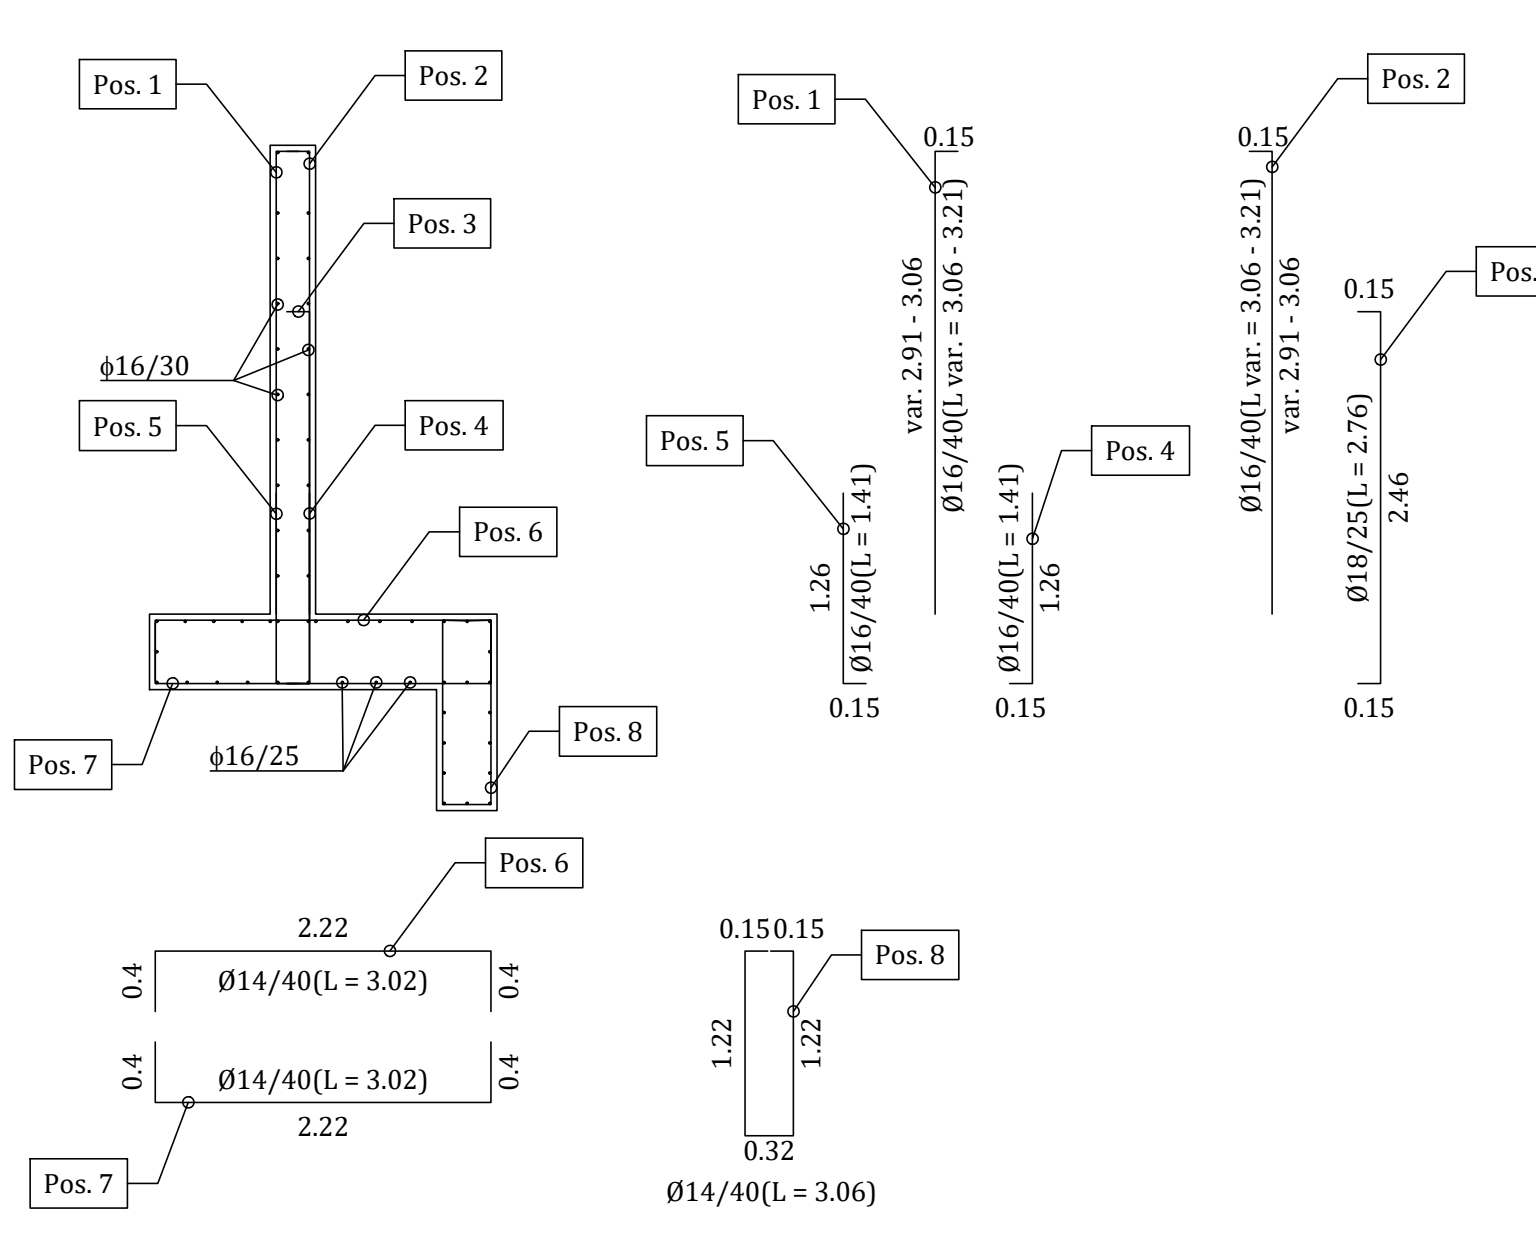 Pos. 1
Pos. 2
Pos. 3
ϕ16/30
Pos. 5
Pos. 4
Pos. 6
Pos. 7
ϕ16/25
Pos. 8
Pos. 1
0.15
var. 2.91 - 3.06
Ø16/40(L var. = 3.06 - 3.21)
Pos. 5
1.26
Ø16/40(L = 1.41)
0.15
Pos. 4
Ø16/40(L = 1.41)
1.26
0.15
Pos. 2
0.15
Ø16/40(L var. = 3.06 - 3.21)
var. 2.91 - 3.06
Pos.
0.15
Ø18/25(L = 2.76)
2.46
0.15
Pos. 6
2.22
0.4
Ø14/40(L = 3.02)
0.4
0.4
Ø14/40(L = 3.02)
0.4
2.22
Pos. 7
0.15 0.15
Pos. 8
1.22
1.22
0.32
Ø14/40(L = 3.06)